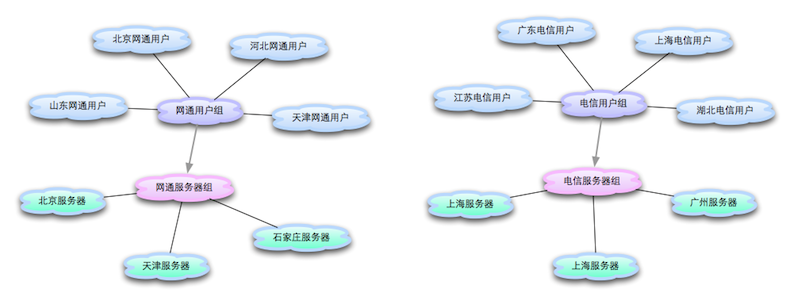 北京网通用户
河北网通用户
山东网通用户
网通用户组
天津网通用户
网通服务器组
北京服务器
石家庄服务器
天津服务器
广东电信用户
上海电信用户
江苏电信用户
电信用户组
湖北电信用户
电信服务器组
上海服务器
广州服务器
上海服务器